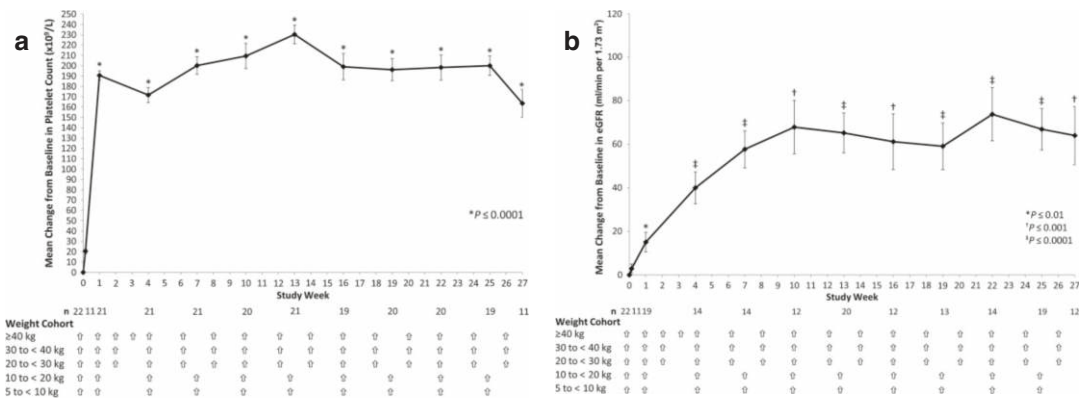 a
Mean Change from Baseline in Platelet Count (x10⁹/L)
250
240
230
220
210
200
190
180
170
160
150
140
130
120
110
100
90
80
70
60
50
40
30
20
10
0
* * * * * * * * * *
*P ≤ 0.0001
0 1 2 3 4 5 6 7 8 9 10 11 12 13 14 15 16 17 18 19 20 21 22 23 24 25 26 27
Study Week
n 22 11 21 21 21 20 21 19 20 20 19 11
Weight Cohort
≥40 kg ⇧ ⇧ ⇧ ⇧ ⇧ ⇧ ⇧ ⇧ ⇧ ⇧ ⇧ ⇧ ⇧ ⇧ ⇧ ⇧
30 to < 40 kg ⇧ ⇧ ⇧ ⇧ ⇧ ⇧ ⇧ ⇧ ⇧ ⇧ ⇧ ⇧ ⇧ ⇧ ⇧
20 to < 30 kg ⇧ ⇧ ⇧ ⇧ ⇧ ⇧ ⇧ ⇧ ⇧ ⇧ ⇧ ⇧ ⇧ ⇧ ⇧
10 to < 20 kg ⇧ ⇧ ⇧ ⇧ ⇧ ⇧ ⇧ ⇧ ⇧ ⇧
5 to < 10 kg ⇧ ⇧ ⇧ ⇧ ⇧ ⇧ ⇧ ⇧ ⇧ ⇧
b
Mean Change from Baseline in eGFR (ml/min per 1.73 m²)
120
100
80
60
40
20
0
* ‡ ‡ † ‡ † ‡ ‡ ‡ †
*P ≤ 0.01
†P ≤ 0.001
‡P ≤ 0.0001
0 1 2 3 4 5 6 7 8 9 10 11 12 13 14 15 16 17 18 19 20 21 22 23 24 25 26 27
Study Week
n 22 11 19 14 14 12 20 12 13 14 19 12
Weight Cohort
≥40 kg ⇧ ⇧ ⇧ ⇧ ⇧ ⇧ ⇧ ⇧ ⇧ ⇧ ⇧ ⇧ ⇧ ⇧ ⇧ ⇧
30 to < 40 kg ⇧ ⇧ ⇧ ⇧ ⇧ ⇧ ⇧ ⇧ ⇧ ⇧ ⇧ ⇧ ⇧ ⇧ ⇧
20 to < 30 kg ⇧ ⇧ ⇧ ⇧ ⇧ ⇧ ⇧ ⇧ ⇧ ⇧ ⇧ ⇧ ⇧ ⇧ ⇧
10 to < 20 kg ⇧ ⇧ ⇧ ⇧ ⇧ ⇧ ⇧ ⇧ ⇧ ⇧
5 to < 10 kg ⇧ ⇧ ⇧ ⇧ ⇧ ⇧ ⇧ ⇧ ⇧ ⇧